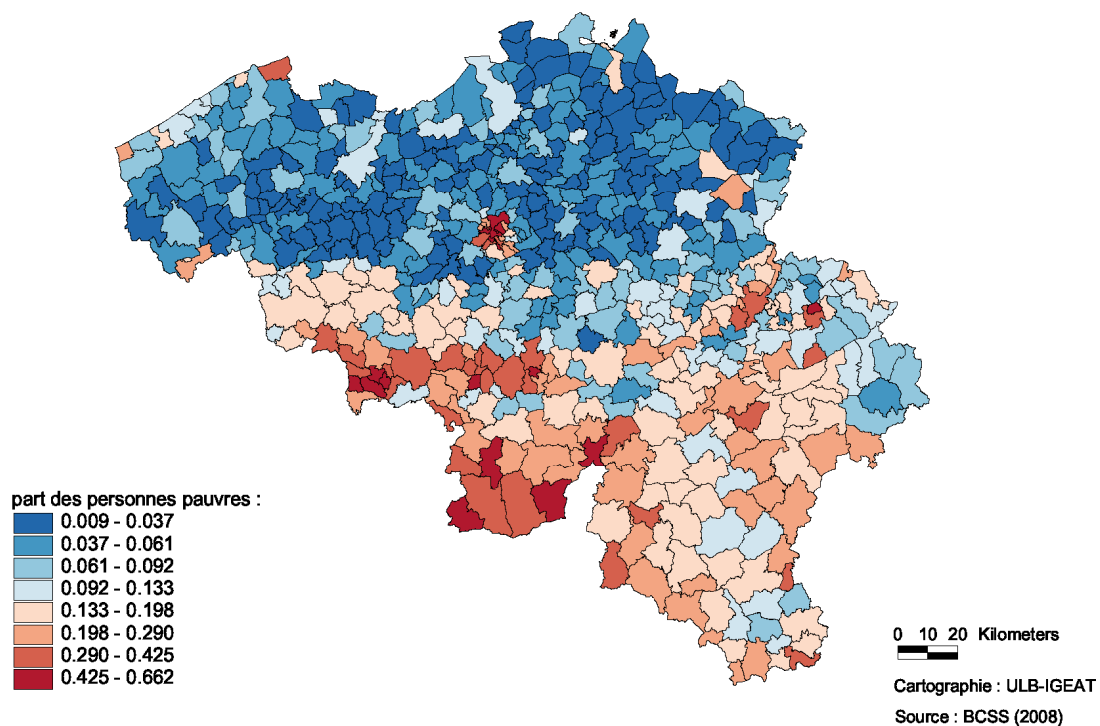 part des personnes pauvres :
0.009 - 0.037
0.037 - 0.061
0.061 - 0.092
0.092 - 0.133
0.133 - 0.198
0.198 - 0.290
0.290 - 0.425
0.425 - 0.662
0 10 20 Kilometers
Cartographie : ULB-IGEAT
Source : BCSS (2008)